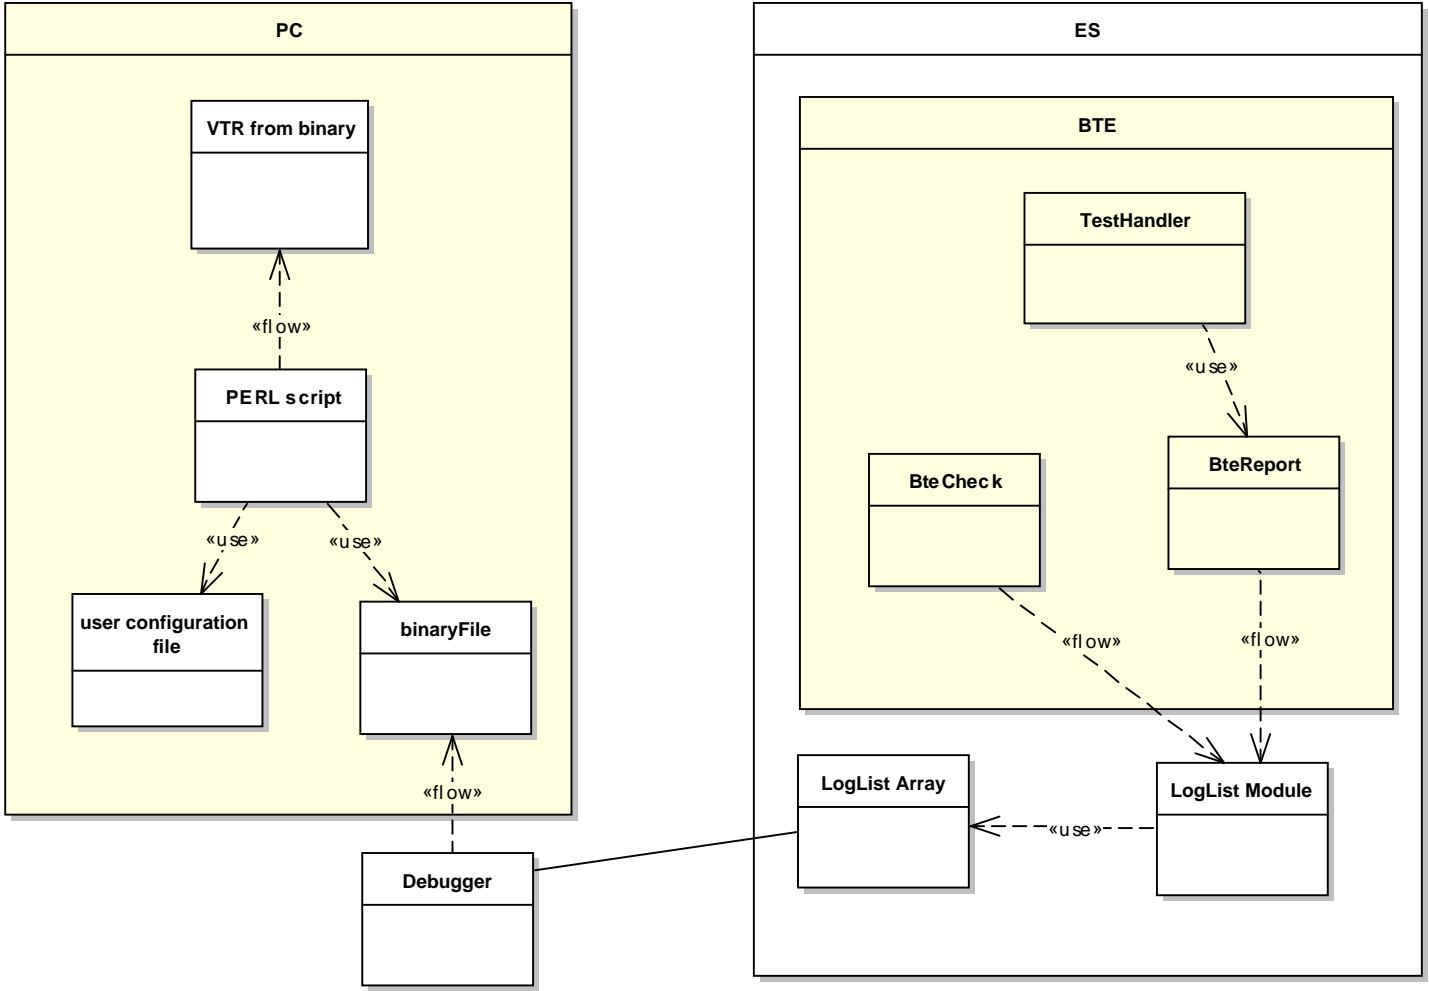 PC
VTR from binary
«flow»
PERL script
«use»
«use»
user configuration
file
binaryFile
«flow»
Debugger
ES
BTE
TestHandler
«use»
BteCheck
BteReport
«flow»
«flow»
LogList Array
«use»
LogList Module